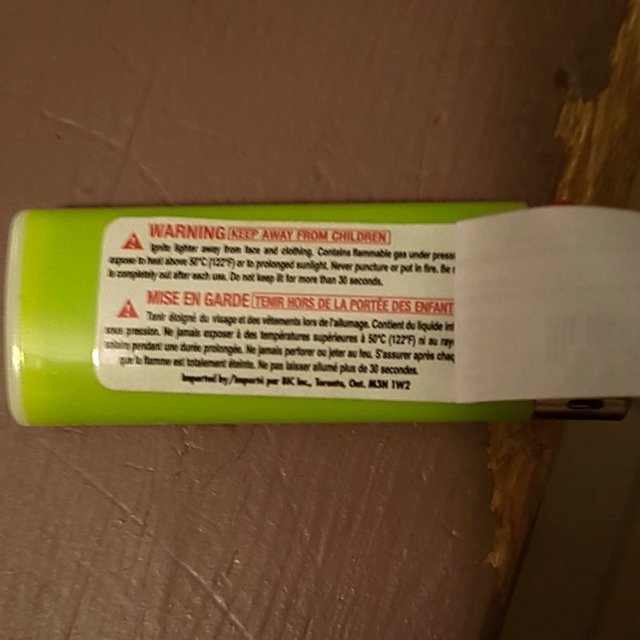 WARNING KEEP AWAY FROM CHILDREN
Ignite lighter away from face and clothing. Contains flammable gas under press
expose to heat above 50°C (122°F) or to prolonged sunlight. Never puncture or put in fire. Be
is completely out after each use. Do not keep lit for more than 30 seconds.
MISE EN GARDE TENIR HORS DE LA PORTÉE DES ENFANT
Tenir éloigné du visage et des vêtements lors de l'allumage. Contient du liquide inf
sous pression. Ne jamais exposer à des températures supérieures à 50°C (122°F) ni au ray
solaire pendant une durée prolongée. Ne jamais perforer ou jeter au feu. S'assurer après chaq
que la flamme est totalement éteinte. Ne pas laisser allumé plus de 30 secondes.
Imported by/Importé par BIC Inc., Toronto, Ont. M3N 1W2